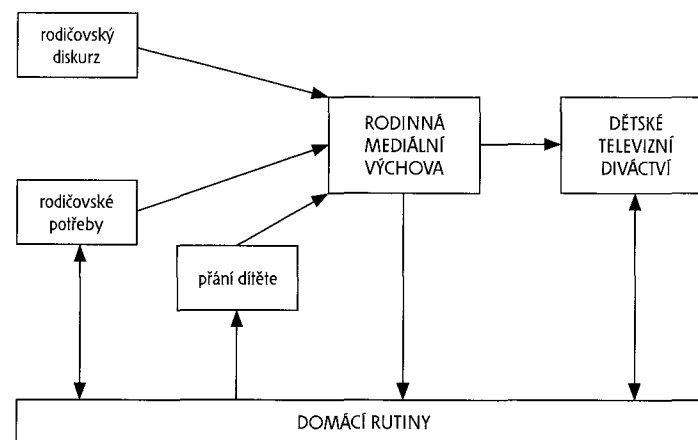 rodičovský
diskurz
RODINNÁ
MEDIÁLNÍ
VÝCHOVA
DĚTSKÉ
TELEVIZNÍ
DIVÁCTVÍ
rodičovské
potřeby
přání dítěte
DOMÁCÍ RUTINY